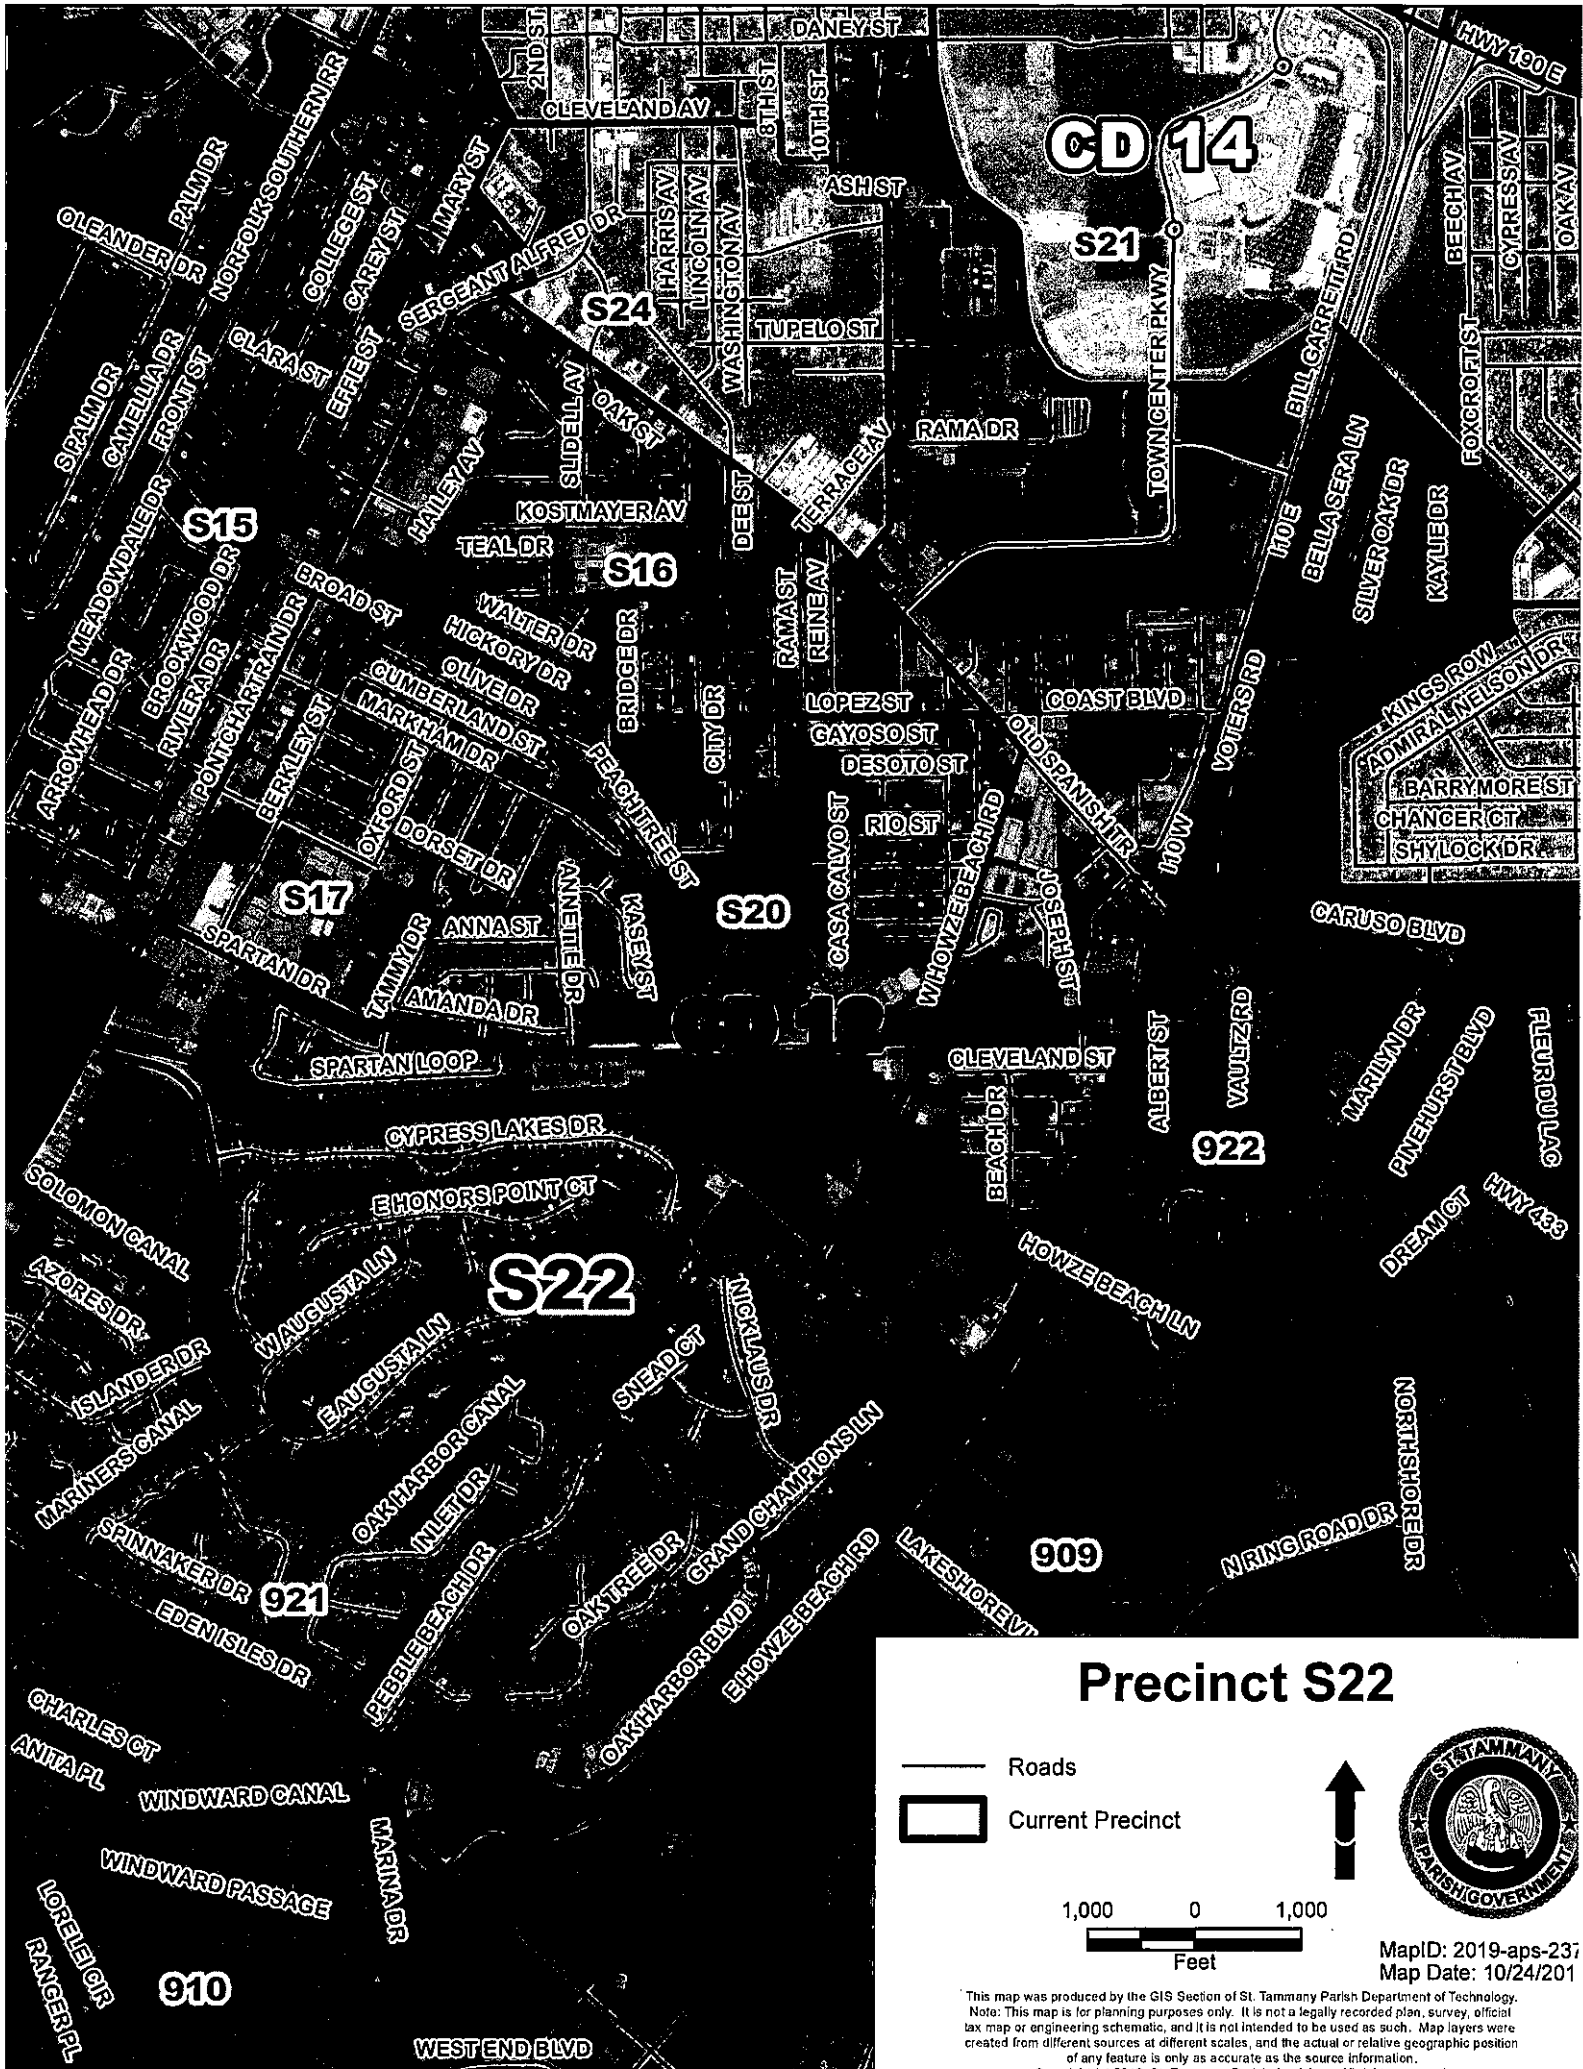 2ND ST
DANEY ST
HWY 190 E
CLEVELAND AV
8TH ST
10TH ST
CD 14
PALM DR
NORFOLK SOUTHERN RR
MARY ST
ASH ST
OLEANDER DR
COLLEGE ST
CAREY ST
SERGEANT ALFRED DR
HARRIS AV
LINCOLN AV
WASHINGTON AV
S21
BEECH AV
CYPRESS AV
OAK AV
S24
TUPELO ST
TOWN CENTER PKWY
BILL GARRETT RD
CLARA ST
EFFIE ST
S PALM DR
CAMELLIA DR
FRONT ST
SLIDELL AV
OAK ST
TERRACE AV
RAMA DR
FOXCROFT ST
HAILEY AV
KOSTMAYER AV
DEE ST
BELLA SERA LN
SILVER OAK DR
KAYLIE DR
I 10 E
S15
TEAL DR
S16
MEADOWDALE DR
BROOKWOOD DR
BROAD ST
WALTER DR
HICKORY DR
OLIVE DR
BRIDGE DR
RAMA ST
REINE AV
RIVIERA DR
PONTCHARTRAIN DR
CUMBERLAND ST
MARKHAM DR
LOPEZ ST
COAST BLVD
KINGS ROW
ADMIRAL NELSON DR
ARROWHEAD DR
BERKLEY ST
OXFORD ST
PEACHTREE ST
CITY DR
GAYOSO ST
DESOTO ST
OLD SPANISH TR
VOTERS RD
BARRYMORE ST
CHANCER CT
SHYLOCK DR
DORSET DR
RIO ST
CASA CALVO ST
W HOWZE BEACH RD
I 10 W
S17
ANNETTE DR
KASEY ST
S20
JOSEPH ST
CARUSO BLVD
SPARTAN DR
TAMMY DR
ANNA ST
AMANDA DR
SPARTAN LOOP
CLEVELAND ST
BEACH DR
ALBERT ST
VAULTZ RD
MARILYN DR
PINEHURST BLVD
FLEUR DU LAC
CYPRESS LAKES DR
922
SOLOMON CANAL
E HONORS POINT CT
HWY 433
DREAM CT
AZORES DR
W AUGUSTA LN
S22
HOWZE BEACH LN
ISLANDER DR
E AUGUSTA LN
SNEAD CT
NICKLAUS DR
MARINERS CANAL
OAK HARBOR CANAL
GRAND CHAMPIONS LN
NORTHSHORE DR
INLET DR
SPINNAKER DR
921
PEBBLE BEACH DR
OAK TREE DR
E HOWZE BEACH RD
909
N RING ROAD DR
EDEN ISLES DR
OAK HARBOR BLVD
CHARLES CT
ANITA PL
WINDWARD CANAL
MARINA DR
WINDWARD PASSAGE
LORELEI CIR
RANGER PL
910
WEST END BLVD
Precinct S22
Roads
Current Precinct
ST. TAMMANY
PARISH GOVERNMENT
1,000 0 1,000
Feet
MapID: 2019-aps-237
Map Date: 10/24/201
This map was produced by the GIS Section of St. Tammany Parish Department of Technology.
Note: This map is for planning purposes only. It is not a legally recorded plan, survey, official
tax map or engineering schematic, and it is not intended to be used as such. Map layers were
created from different sources at different scales, and the actual or relative geographic position
of any feature is only as accurate as the source information.